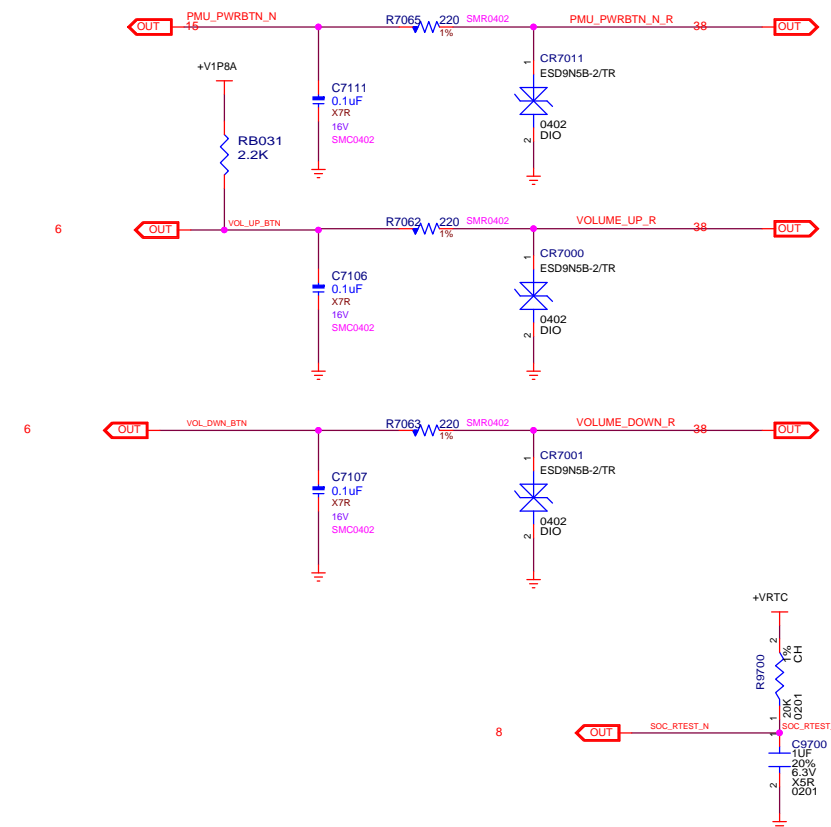 PMU_PWRBTN_N
OUT
15
R7065
220
SMR0402
1%
PMU_PWRBTN_N_R
38
OUT
+V1P8A
C7111
0.1uF
X7R
16V
SMC0402
1
CR7011
ESD9N5B-2/TR
0402
DIO
2
RB031
2.2K
6
OUT
VOL_UP_BTN
R7062
220
SMR0402
1%
VOLUME_UP_R
38
OUT
C7106
0.1uF
X7R
16V
SMC0402
1
CR7000
ESD9N5B-2/TR
0402
DIO
2
6
OUT
VOL_DWN_BTN
R7063
220
SMR0402
1%
VOLUME_DOWN_R
38
OUT
C7107
0.1uF
X7R
16V
SMC0402
1
CR7001
ESD9N5B-2/TR
0402
DIO
2
+VRTC
2
R9700
1%
CH
20K
0201
1
8
OUT
SOC_RTEST_N
SOC_RTEST
1
C9700
1UF
20%
6.3V
X5R
0201
2